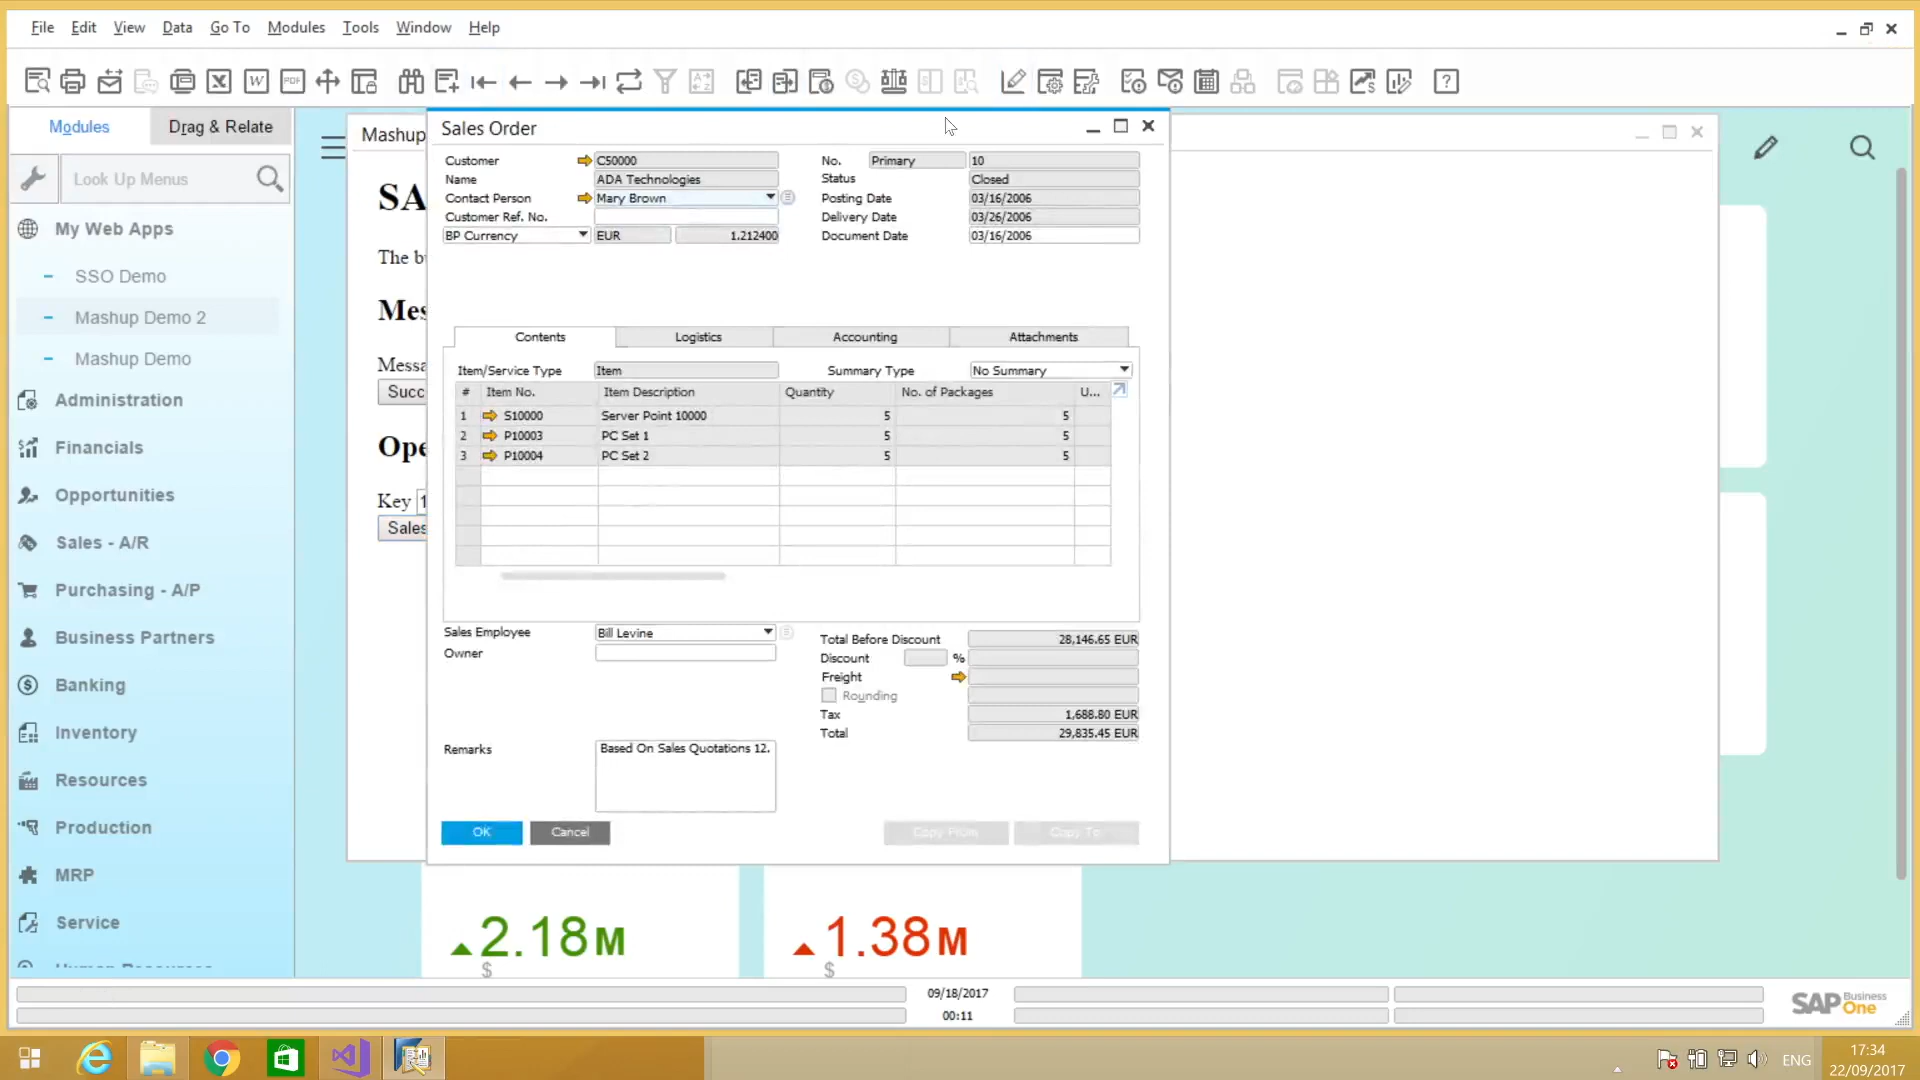 File Edit View Data Go To Modules Tools Window Help
Modules Drag & Relate
Look Up Menus
My Web Apps
SSO Demo
Mashup Demo 2
Mashup Demo
Administration
Financials
Opportunities
Sales - A/R
Purchasing - A/P
Business Partners
Banking
Inventory
Resources
Production
MRP
Service
Mashup
SA
The bu
Mes
Messa
Succ
Ope
Key 1
Sales
Sales Order
Customer C50000
Name ADA Technologies
Contact Person Mary Brown
Customer Ref. No.
BP Currency EUR 1.212400
No. Primary 10
Status Closed
Posting Date 03/16/2006
Delivery Date 03/26/2006
Document Date 03/16/2006
Contents Logistics Accounting Attachments
Item/Service Type Item Summary Type No Summary
# Item No. Item Description Quantity No. of Packages U...
1 S10000 Server Point 10000 5 5
2 P10003 PC Set 1 5 5
3 P10004 PC Set 2 5 5
Sales Employee Bill Levine
Owner
Total Before Discount 28,146.65 EUR
Discount %
Freight
Rounding
Tax 1,688.80 EUR
Total 29,835.45 EUR
Remarks Based On Sales Quotations 12.
OK Cancel Copy From Copy To
2.18M
$
1.38M
$
09/18/2017
00:11
SAP Business One
ENG
17:34
22/09/2017